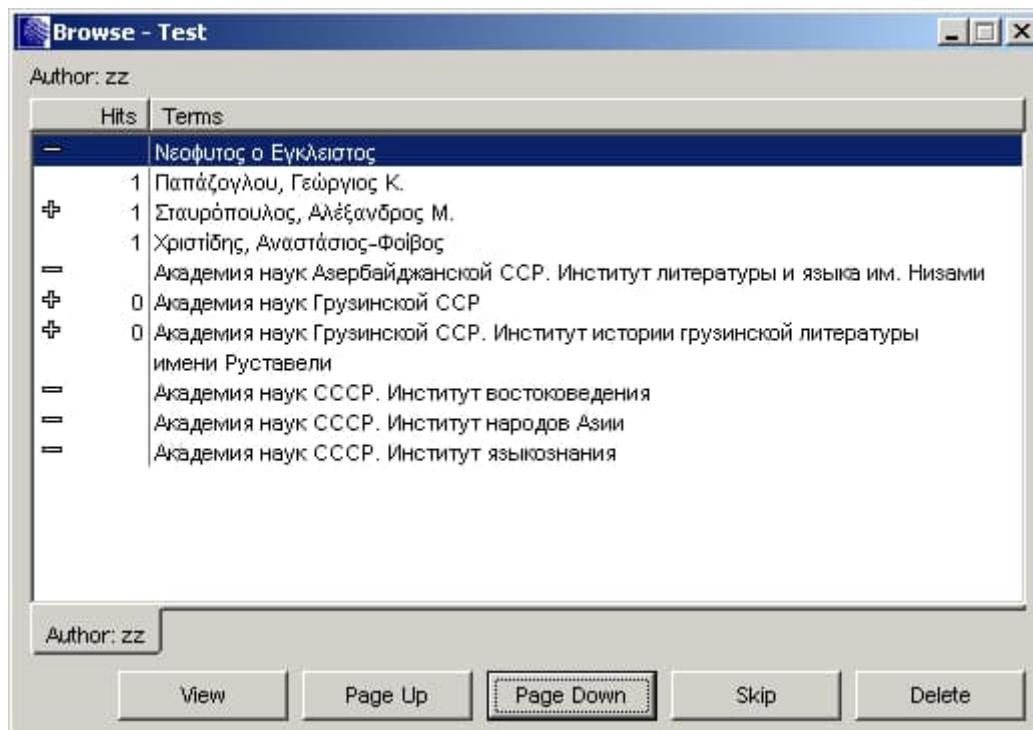 Browse - Test
Author: zz
Hits Terms
Νεοφυτος ο Εγκλειστος
1 Παπάζογλου, Γεώργιος Κ.
1 Σταυρόπουλος, Αλέξανδρος Μ.
1 Χριστίδης, Αναστάσιος-Φοίβος
Академия наук Азербайджанской ССР. Институт литературы и языка им. Низами
0 Академия наук Грузинской ССР
0 Академия наук Грузинской ССР. Институт истории грузинской литературы
имени Руставели
Академия наук СССР. Институт востоковедения
Академия наук СССР. Институт народов Азии
Академия наук СССР. Институт языкознания
Author: zz
View Page Up Page Down Skip Delete